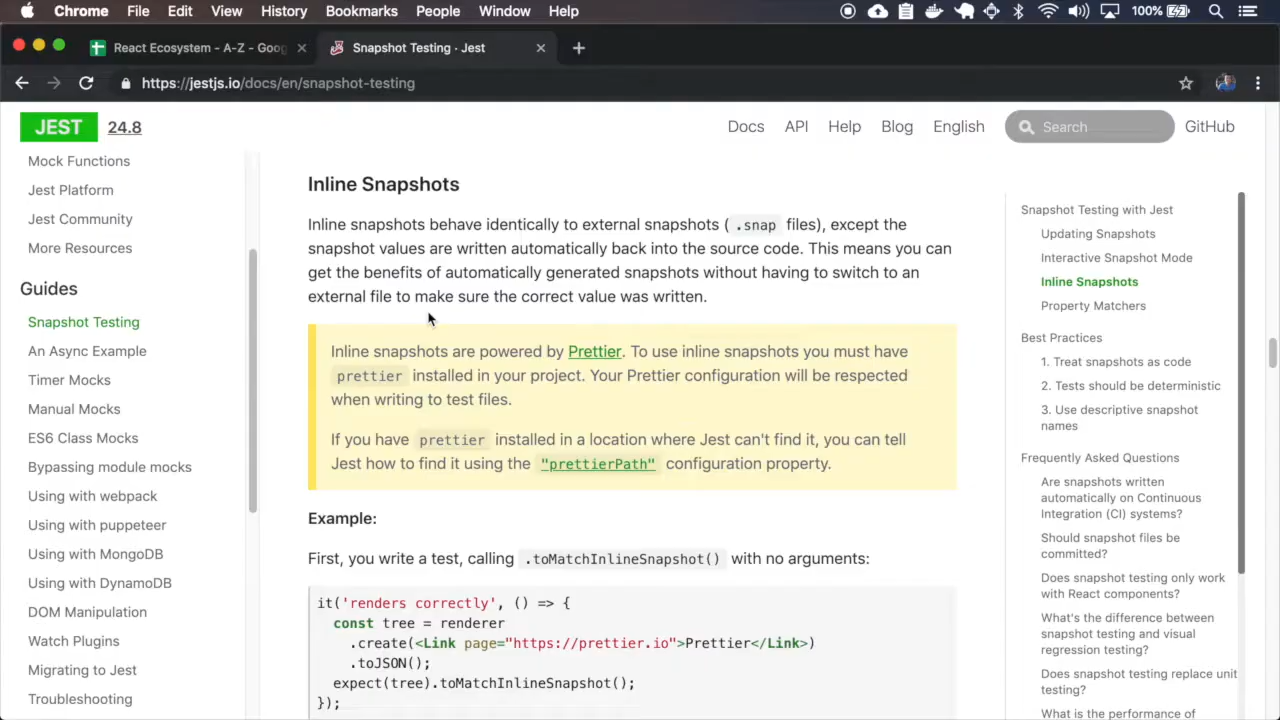 Chrome File Edit View History Bookmarks People Window Help 100%
React Ecosystem - A-Z - Goog
Snapshot Testing · Jest
https://jestjs.io/docs/en/snapshot-testing
JEST 24.8
Docs API Help Blog English Search GitHub
Mock Functions
Jest Platform
Jest Community
More Resources
Guides
Snapshot Testing
An Async Example
Timer Mocks
Manual Mocks
ES6 Class Mocks
Bypassing module mocks
Using with webpack
Using with puppeteer
Using with MongoDB
Using with DynamoDB
DOM Manipulation
Watch Plugins
Migrating to Jest
Troubleshooting
Inline Snapshots
Inline snapshots behave identically to external snapshots ( .snap files), except the
snapshot values are written automatically back into the source code. This means you can
get the benefits of automatically generated snapshots without having to switch to an
external file to make sure the correct value was written.
Inline snapshots are powered by Prettier. To use inline snapshots you must have
prettier installed in your project. Your Prettier configuration will be respected
when writing to test files.
If you have prettier installed in a location where Jest can't find it, you can tell
Jest how to find it using the "prettierPath" configuration property.
Example:
First, you write a test, calling .toMatchInlineSnapshot() with no arguments:
it('renders correctly', () => {
const tree = renderer
.create(<Link page="https://prettier.io">Prettier</Link>)
.toJSON();
expect(tree).toMatchInlineSnapshot();
});
Snapshot Testing with Jest
Updating Snapshots
Interactive Snapshot Mode
Inline Snapshots
Property Matchers
Best Practices
1. Treat snapshots as code
2. Tests should be deterministic
3. Use descriptive snapshot
names
Frequently Asked Questions
Are snapshots written
automatically on Continuous
Integration (CI) systems?
Should snapshot files be
committed?
Does snapshot testing only work
with React components?
What's the difference between
snapshot testing and visual
regression testing?
Does snapshot testing replace unit
testing?
What is the performance of